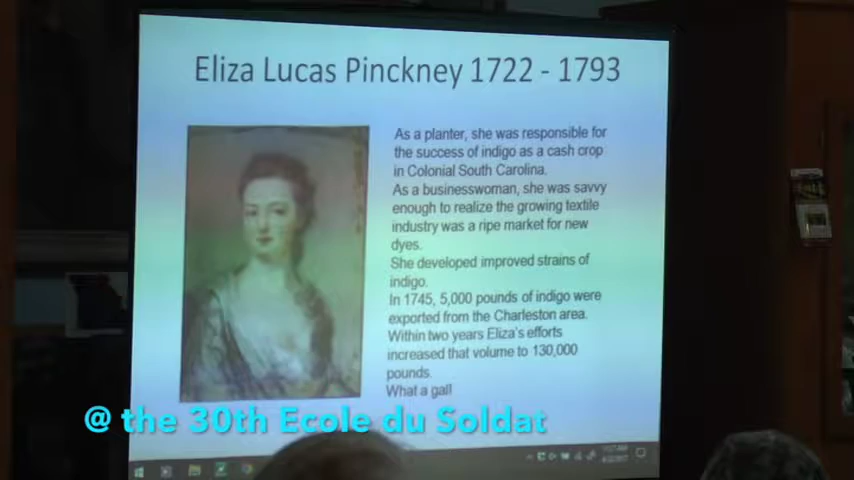 Eliza Lucas Pinckney 1722 - 1793
As a planter, she was responsible for
the success of indigo as a cash crop
in Colonial South Carolina.
As a businesswoman, she was savvy
enough to realize the growing textile
industry was a ripe market for new
dyes.
She developed improved strains of
indigo.
In 1745, 5,000 pounds of indigo were
exported from the Charleston area.
Within two years Eliza's efforts
increased that volume to 130,000
pounds.
What a gal!
@ the 30th Ecole du Soldat